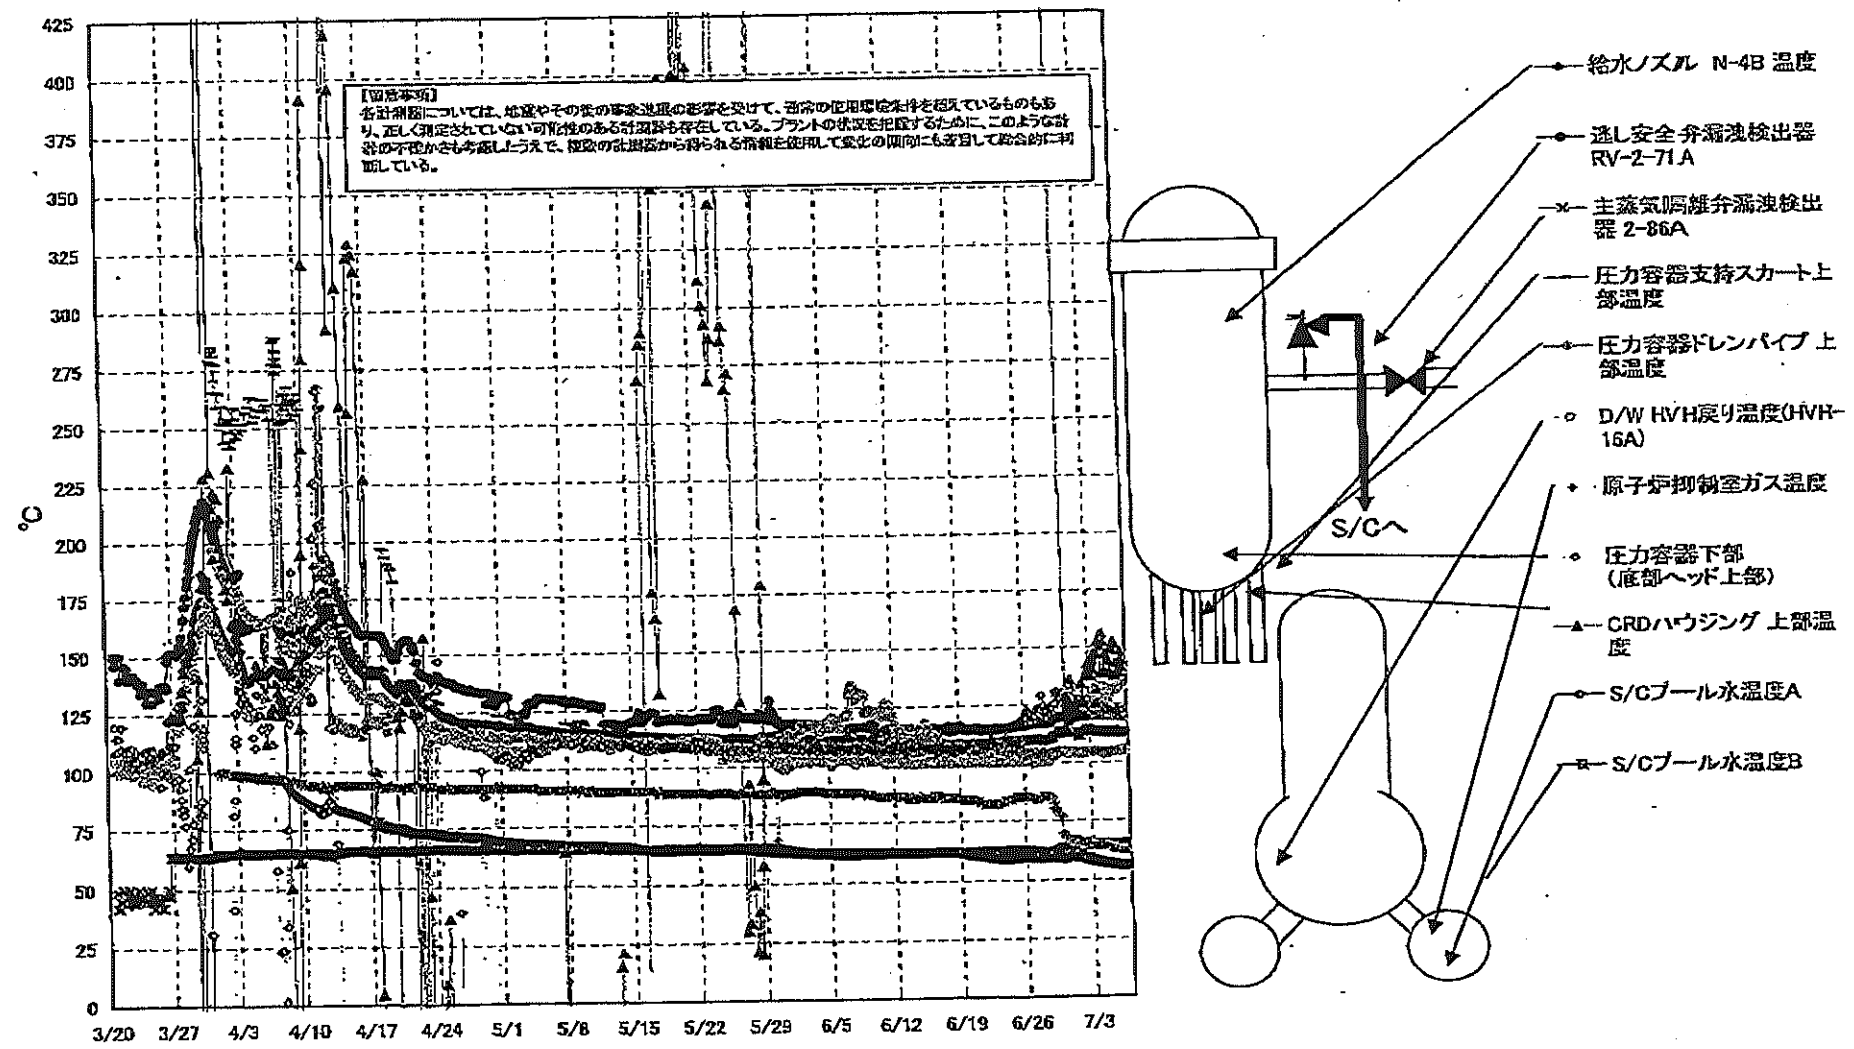 425
400
375
350
325
300
275
250
225
200
175
150
125
100
75
50
25
0
℃
3/20 3/27 4/3 4/10 4/17 4/24 5/1 5/8 5/15 5/22 5/29 6/5 6/12 6/19 6/26 7/3
【留意事項】
各計測器については、地震やその後の事象進展の影響を受けて、通常の使用環境条件を超えているものもあ
り、正しく測定されていない可能性のある計測器も存在している。プラントの状況を把握するために、このような計
器の不確かさも考慮したうえで、複数の計測器から得られる情報を使用して変化の傾向にも着目して総合的に判
断している。
給水ノズル N-4B 温度
逃し安全弁漏洩検出器
RV-2-71A
主蒸気隔離弁漏洩検出
器 2-86A
圧力容器支持スカート上
部温度
圧力容器ドレンパイプ 上
部温度
D/W HVH戻り温度(HVH-
16A)
原子炉抑制室ガス温度
圧力容器下部
(底部ヘッド上部)
CRDハウジング 上部温
度
S/Cプール水温度A
S/Cプール水温度B
S/Cへ